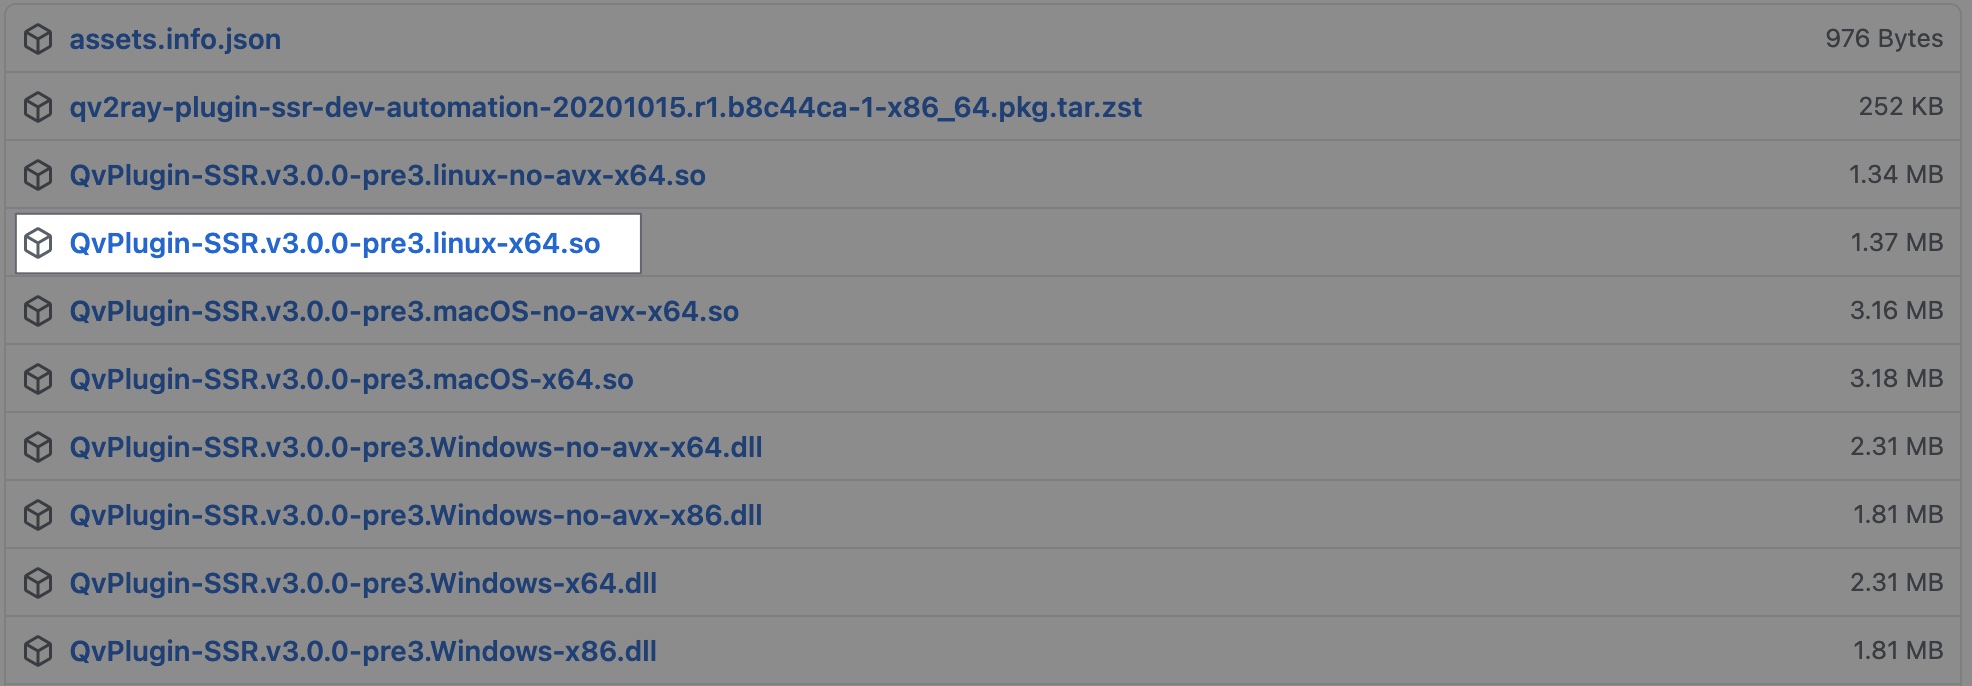 assets.info.json 976 Bytes
qv2ray-plugin-ssr-dev-automation-20201015.r1.b8c44ca-1-x86_64.pkg.tar.zst 252 KB
QvPlugin-SSR.v3.0.0-pre3.linux-no-avx-x64.so 1.34 MB
QvPlugin-SSR.v3.0.0-pre3.linux-x64.so 1.37 MB
QvPlugin-SSR.v3.0.0-pre3.macOS-no-avx-x64.so 3.16 MB
QvPlugin-SSR.v3.0.0-pre3.macOS-x64.so 3.18 MB
QvPlugin-SSR.v3.0.0-pre3.Windows-no-avx-x64.dll 2.31 MB
QvPlugin-SSR.v3.0.0-pre3.Windows-no-avx-x86.dll 1.81 MB
QvPlugin-SSR.v3.0.0-pre3.Windows-x64.dll 2.31 MB
QvPlugin-SSR.v3.0.0-pre3.Windows-x86.dll 1.81 MB